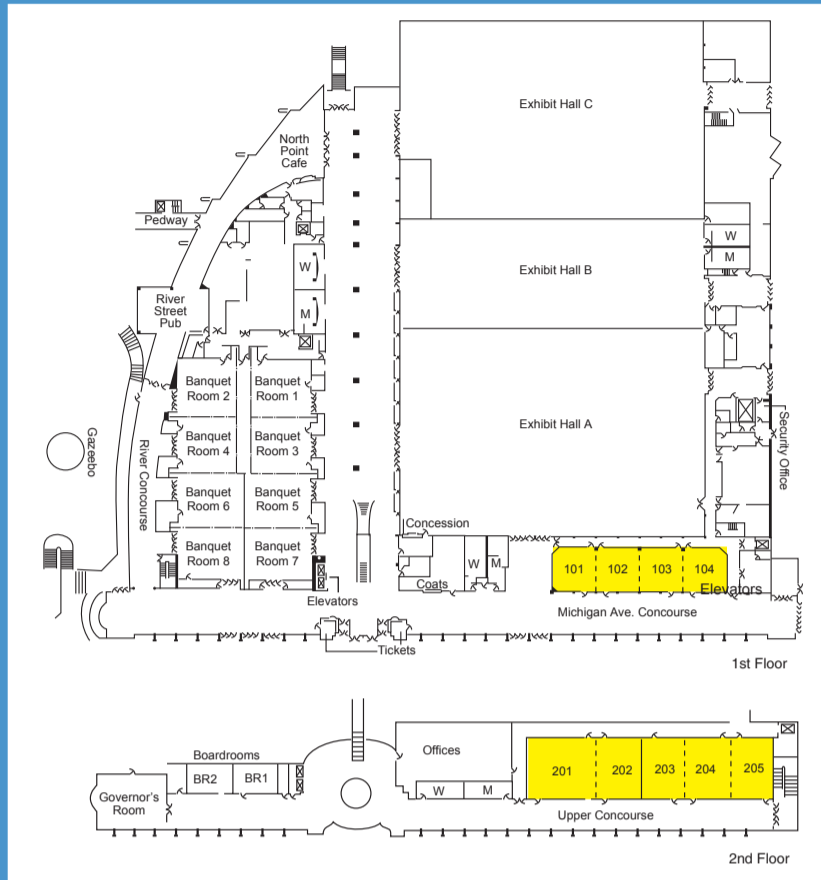 Exhibit Hall C
North
Point
Cafe
Pedway
W
M
Exhibit Hall B
W
M
River
Street
Pub
Banquet
Room 2
Banquet
Room 1
Exhibit Hall A
Banquet
Room 4
Banquet
Room 3
Security Office
Gazeebo
River Concourse
Banquet
Room 6
Banquet
Room 5
Concession
Banquet
Room 8
Banquet
Room 7
W
M
101
102
103
104
Coats
Elevators
Elevators
Michigan Ave. Concourse
Tickets
1st Floor
Boardrooms
Offices
BR2
BR1
201
202
203
204
205
Governor's
Room
W
M
Upper Concourse
2nd Floor